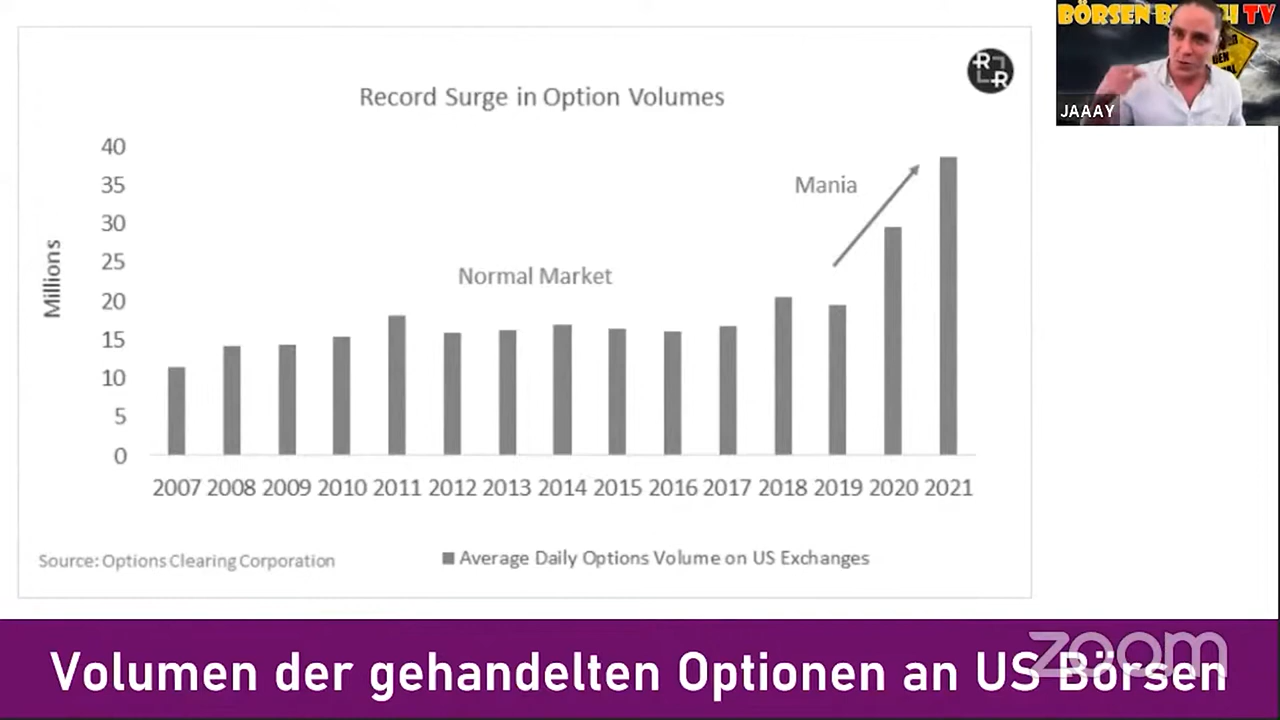 BÖRSEN
TV
JAAAY
R
R
Record Surge in Option Volumes
Millions
40
35
30
25
20
15
10
5
0
Normal Market
Mania
2007 2008 2009 2010 2011 2012 2013 2014 2015 2016 2017 2018 2019 2020 2021
Source: Options Clearing Corporation
Average Daily Options Volume on US Exchanges
zoom
Volumen der gehandelten Optionen an US Börsen